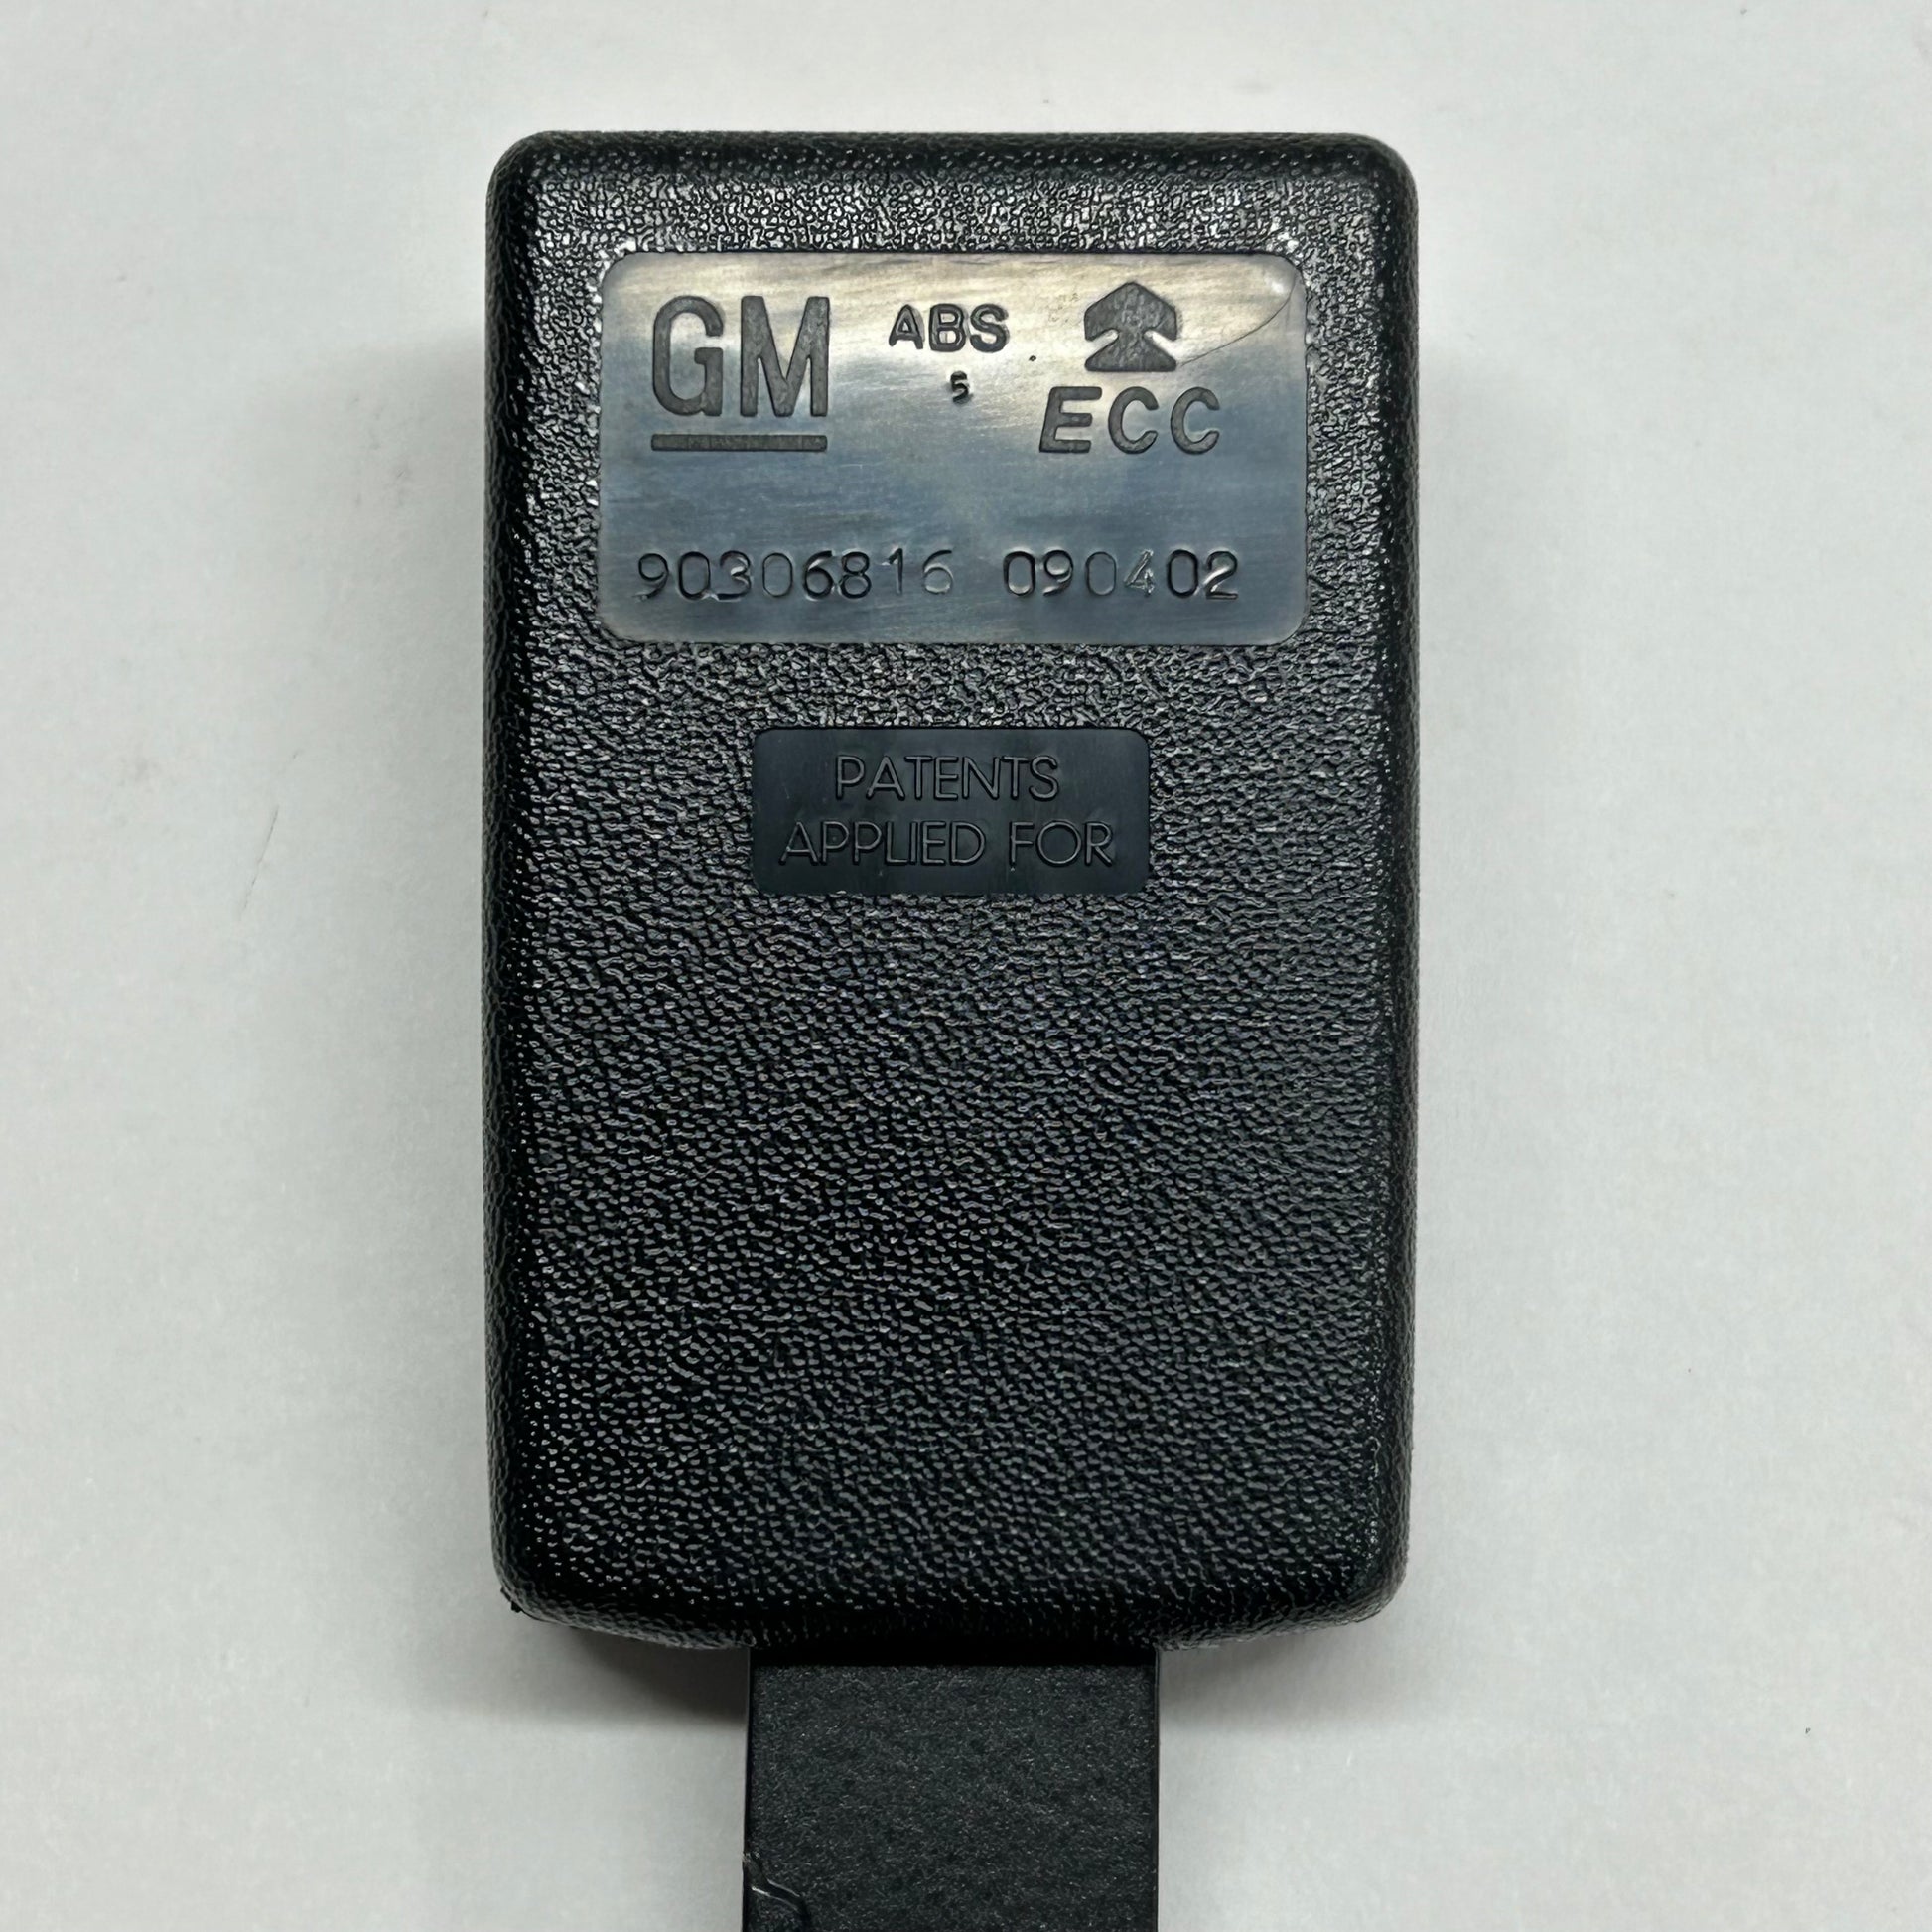 GM ABS
5
ECC
90306816 090402
PATENTS
APPLIED FOR